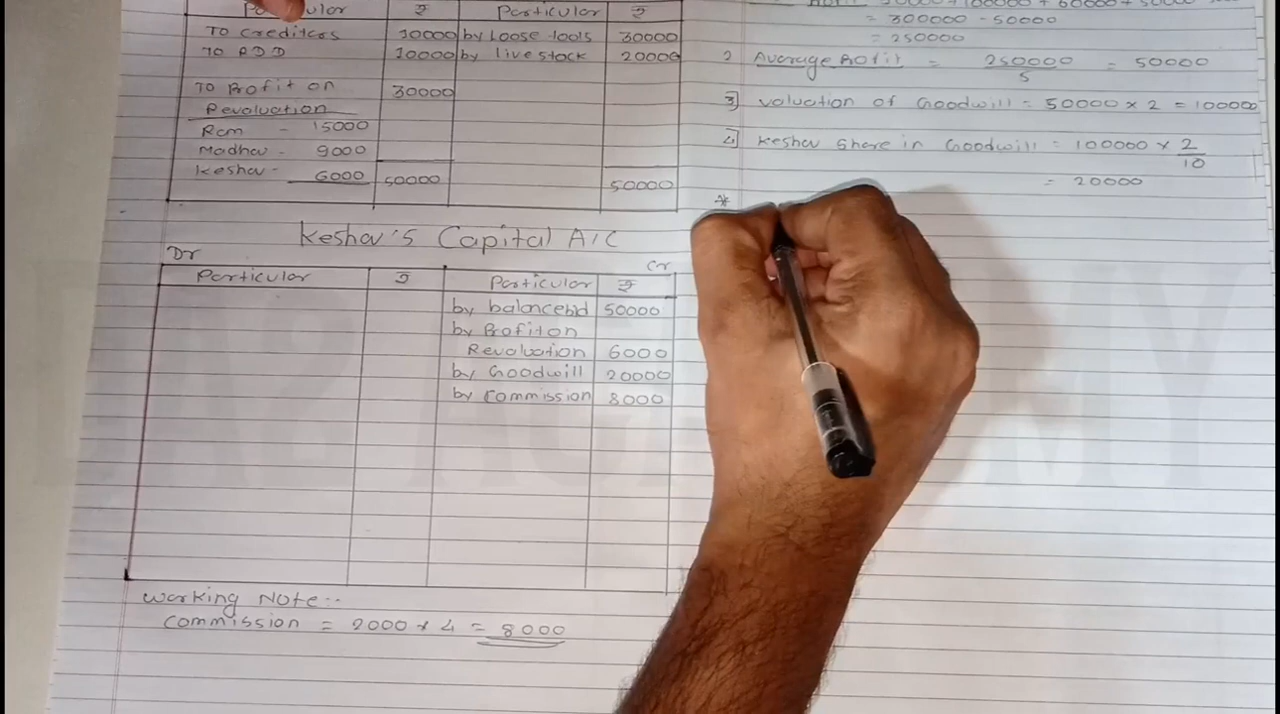 Particular ₹ Particular ₹
To Creditors 10000 by Loose tools 30000
To RDD 10000 by live stock 20000
To Profit on 30000
Revaluation
Ram - 15000
Madhav - 9000
Keshav - 6000 50000 50000
Keshav's Capital A/C
Dr Cr
Particular ₹ Particular ₹
by balance b/d 50000
by Profit on
Revaluation 6000
by Goodwill 20000
by Commission 8000
Working Note:-
Commission = 2000 × 4 = 8000
= 300000 - 50000
= 250000
2 Average Profit = 250000 / 5 = 50000
3] Valuation of Goodwill = 50000 × 2 = 100000
4] Keshav Share in Goodwill = 100000 × 2/10
= 20000
*